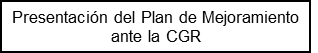 Presentación del Plan de Mejoramiento
ante la CGR